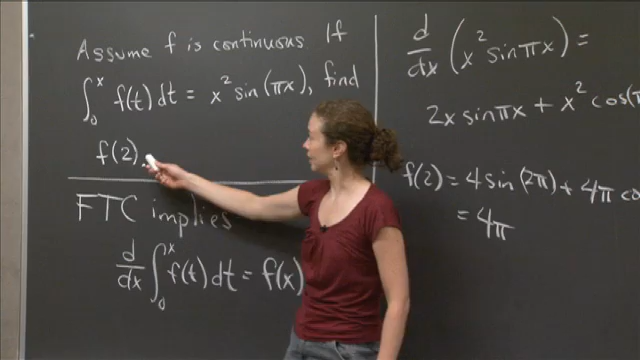 Assume f is continuous If
∫₀ˣ f(t) dt = x² sin(πx), find
f(2).
FTC implies
d/dx ∫₀ˣ f(t) dt = f(x)
d/dx (x² sin πx) =
2x sin πx + x² cos(π
f(2) = 4 sin(2π) + 4π co
= 4π